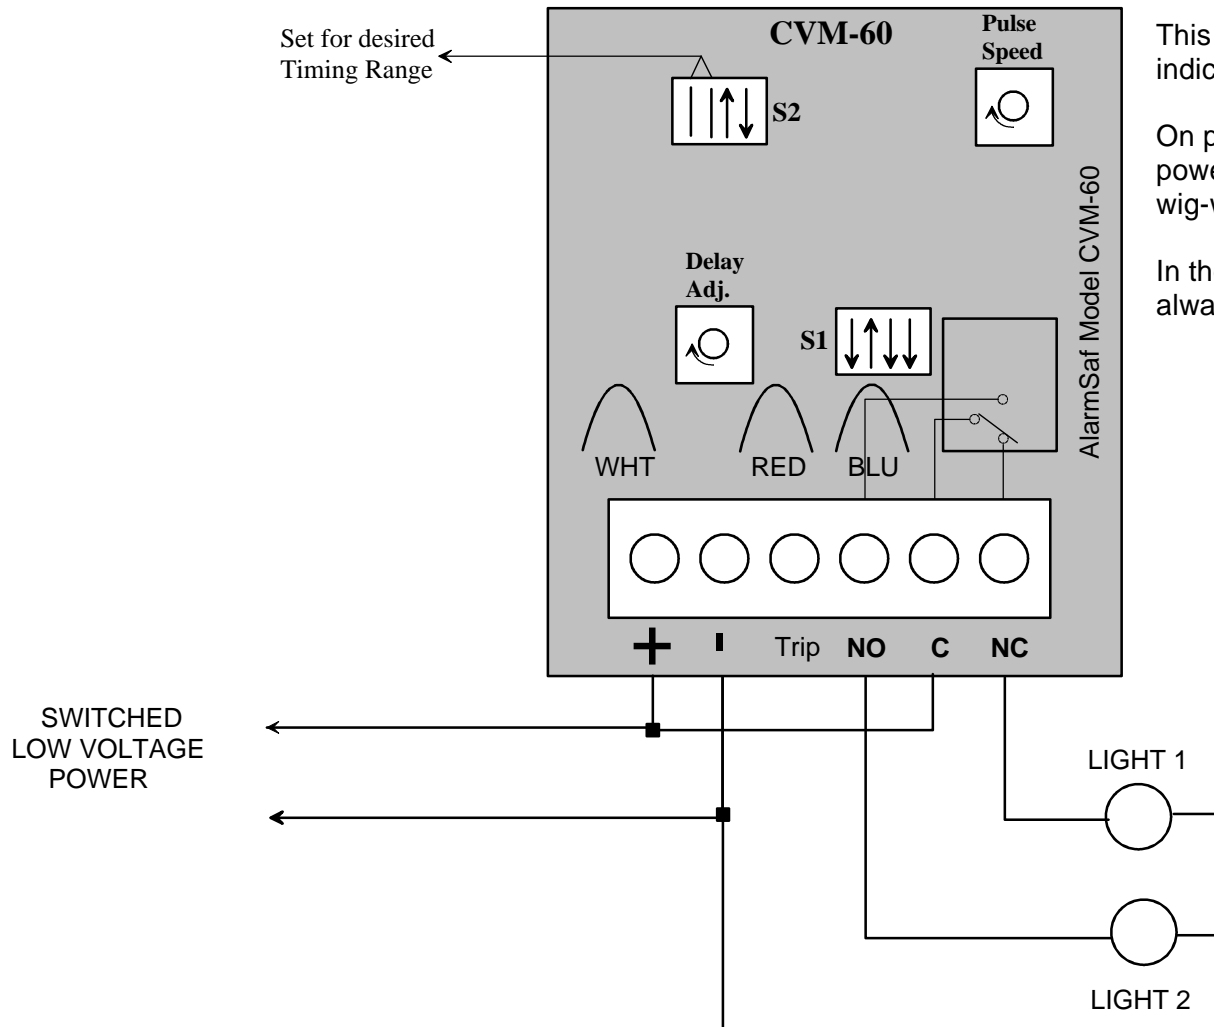 Set for desired
Timing Range
CVM-60
Pulse
Speed
S2
This
indic
On p
powe
wig-w
In th
alwa
AlarmSaf Model CVM-60
Delay
Adj.
S1
WHT
RED
BLU
+
-
Trip
NO
C
NC
SWITCHED
LOW VOLTAGE
POWER
LIGHT 1
LIGHT 2